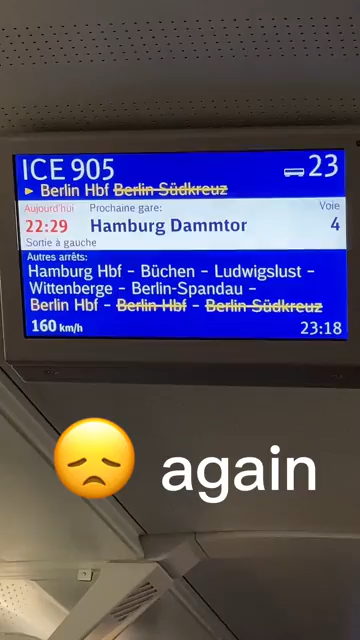 ICE 905 23
► Berlin Hbf Berlin Südkreuz
Aujourd'hui Prochaine gare: Voie
22:29 Hamburg Dammtor 4
Sortie à gauche
Autres arrêts:
Hamburg Hbf - Büchen - Ludwigslust -
Wittenberge - Berlin-Spandau -
Berlin Hbf - Berlin Hbf - Berlin Südkreuz
160 km/h 23:18
😞 again